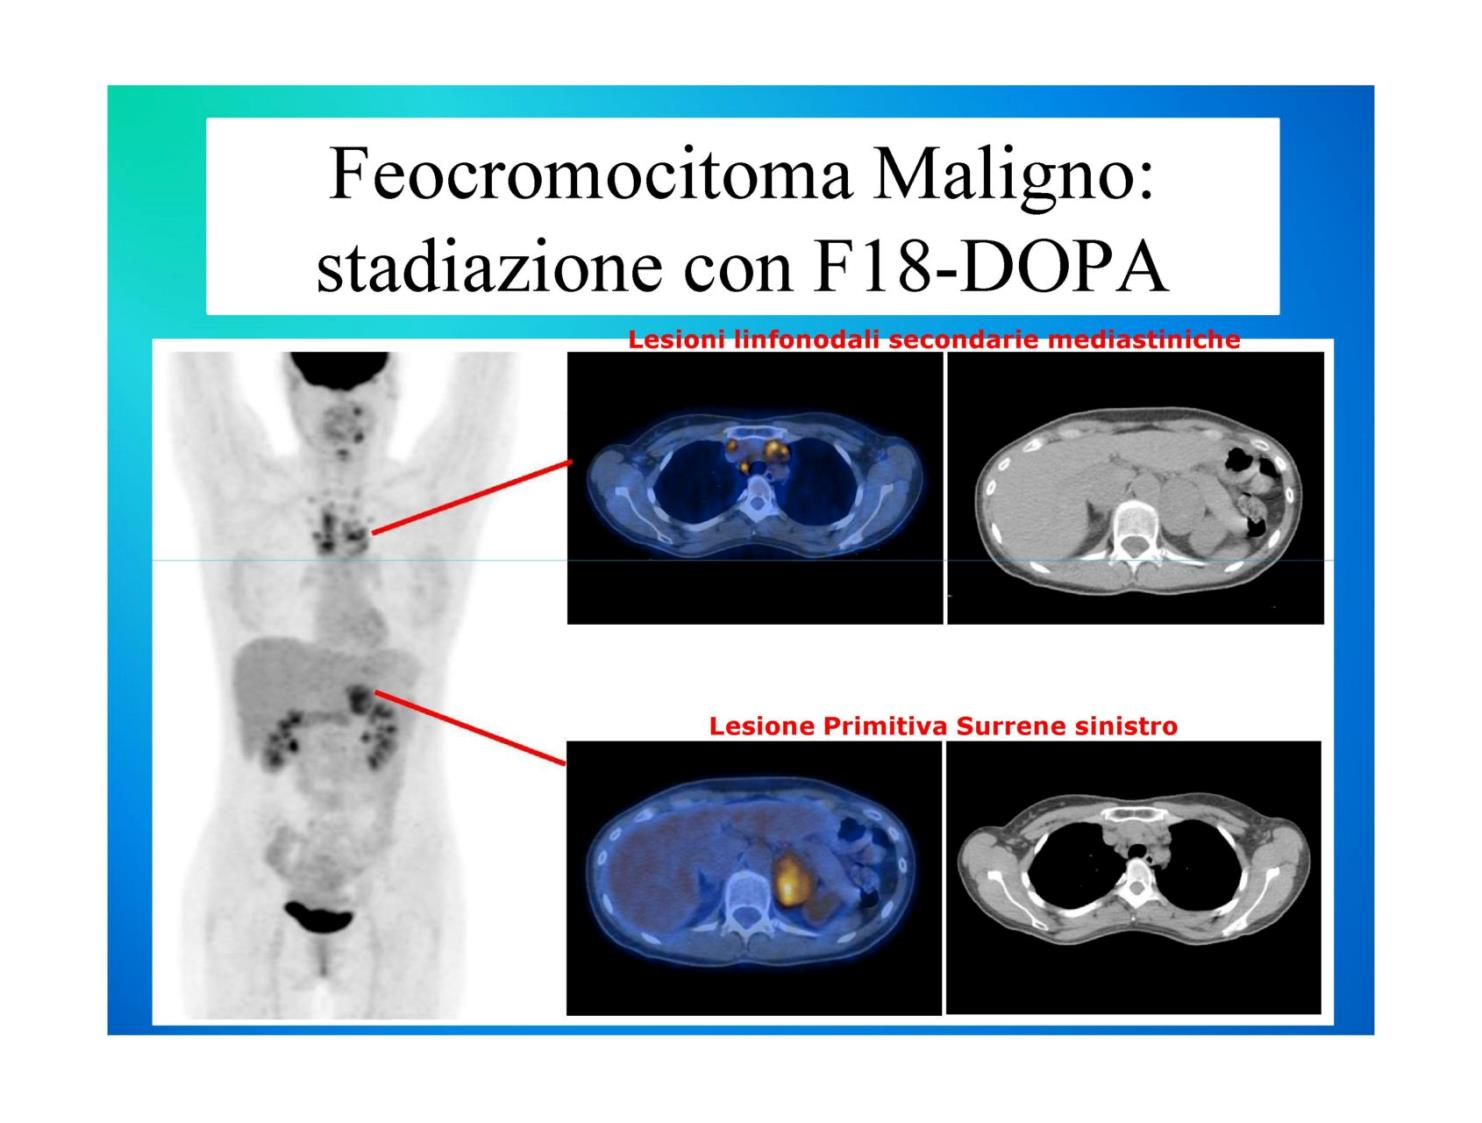 Feocromocitoma Maligno:
stadiazione con F18-DOPA
Lesioni linfonodali secondarie mediastiniche
Lesione Primitiva Surrene sinistro